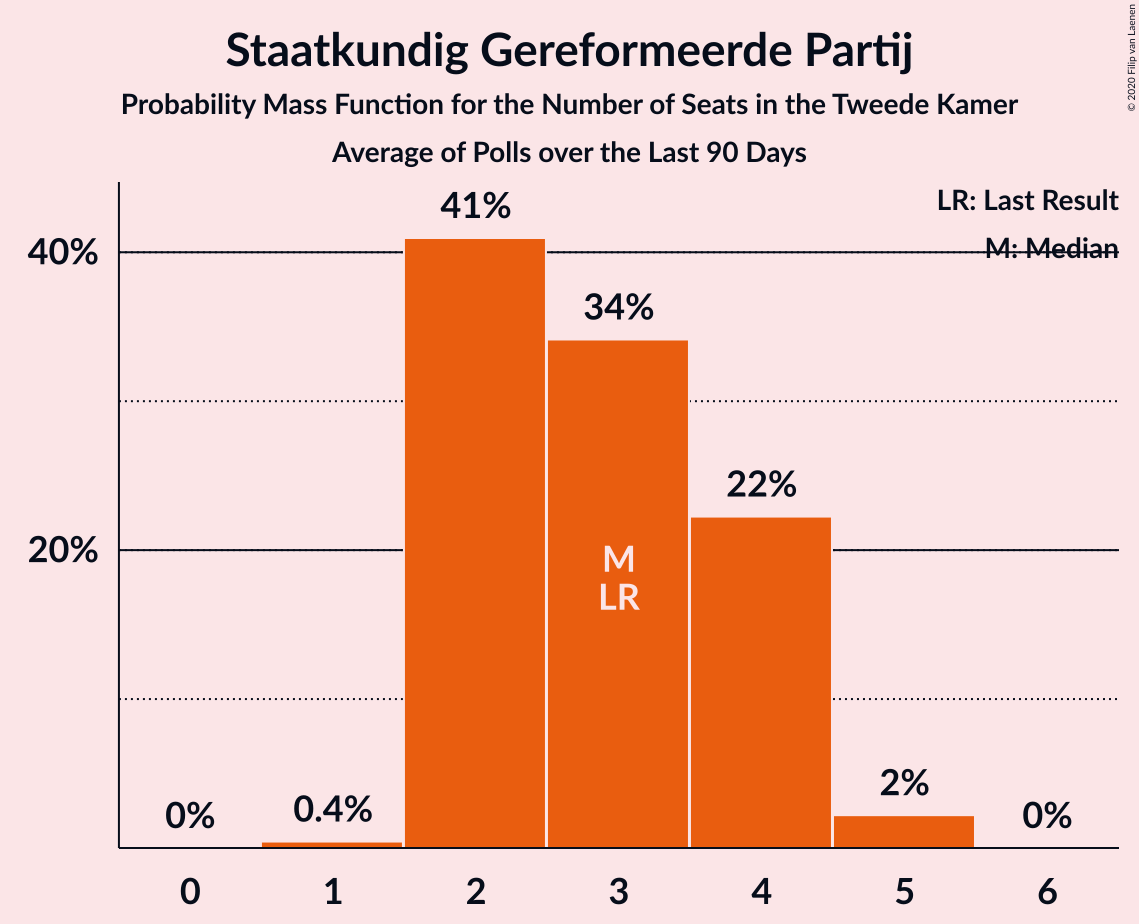 Staatkundig Gereformeerde Partij
Probability Mass Function for the Number of Seats in the Tweede Kamer
Average of Polls over the Last 90 Days
© 2020 Filip van Laenen
LR: Last Result
M: Median
40%
20%
0%
0.4%
41%
34%
22%
2%
0%
M
LR
0
1
2
3
4
5
6